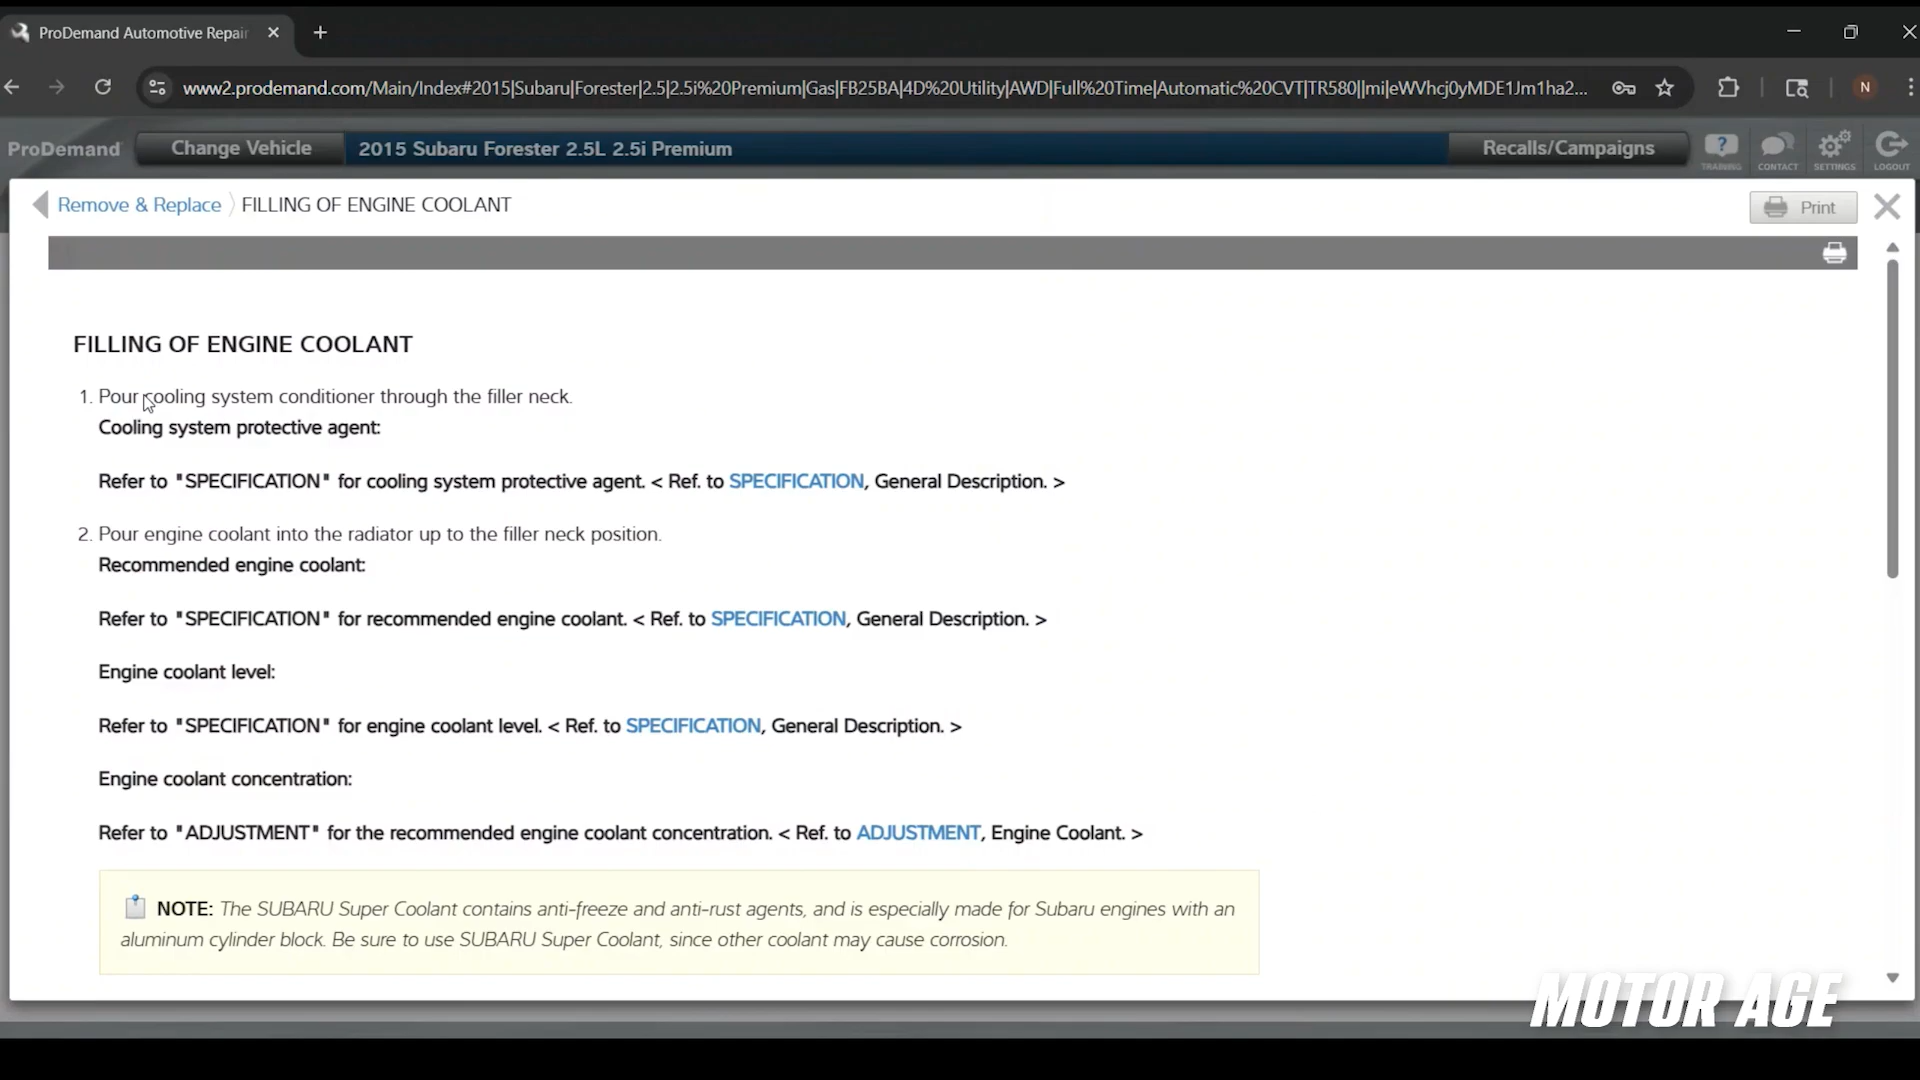 ProDemand Automotive Repair
www2.prodemand.com/Main/Index#2015|Subaru|Forester|2.5|2.5i%20Premium|Gas|FB25BA|4D%20Utility|AWD|Full%20Time|Automatic%20CVT|TR580||mi|eWVhcj0yMDE1Jm1ha2...
N
ProDemand
Change Vehicle
2015 Subaru Forester 2.5L 2.5i Premium
Recalls/Campaigns
?
TRAINING
CONTACT
SETTINGS
LOGOUT
Remove & Replace
FILLING OF ENGINE COOLANT
Print
FILLING OF ENGINE COOLANT
1. Pour cooling system conditioner through the filler neck.
Cooling system protective agent:
Refer to "SPECIFICATION" for cooling system protective agent. < Ref. to SPECIFICATION, General Description. >
2. Pour engine coolant into the radiator up to the filler neck position.
Recommended engine coolant:
Refer to "SPECIFICATION" for recommended engine coolant. < Ref. to SPECIFICATION, General Description. >
Engine coolant level:
Refer to "SPECIFICATION" for engine coolant level. < Ref. to SPECIFICATION, General Description. >
Engine coolant concentration:
Refer to "ADJUSTMENT" for the recommended engine coolant concentration. < Ref. to ADJUSTMENT, Engine Coolant. >
NOTE: The SUBARU Super Coolant contains anti-freeze and anti-rust agents, and is especially made for Subaru engines with an
aluminum cylinder block. Be sure to use SUBARU Super Coolant, since other coolant may cause corrosion.
MOTOR AGE